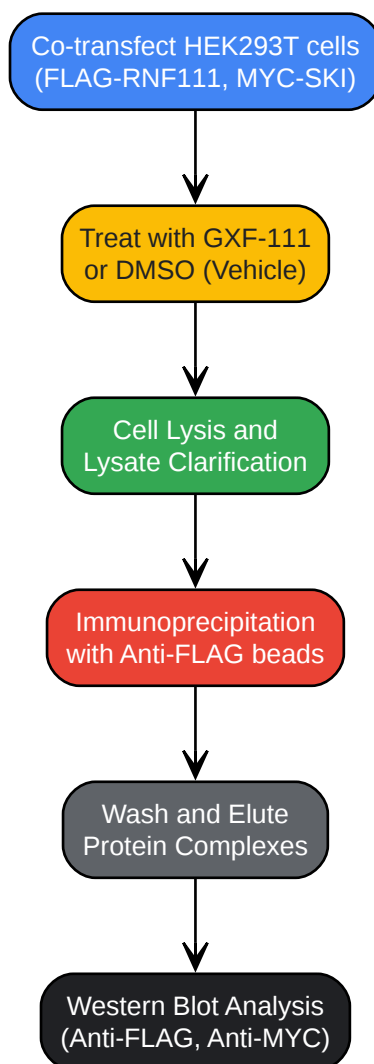 Co-transfect HEK293T cells
(FLAG-RNF111, MYC-SKI)
Treat with GXF-111
or DMSO (Vehicle)
Cell Lysis and
Lysate Clarification
Immunoprecipitation
with Anti-FLAG beads
Wash and Elute
Protein Complexes
Western Blot Analysis
(Anti-FLAG, Anti-MYC)